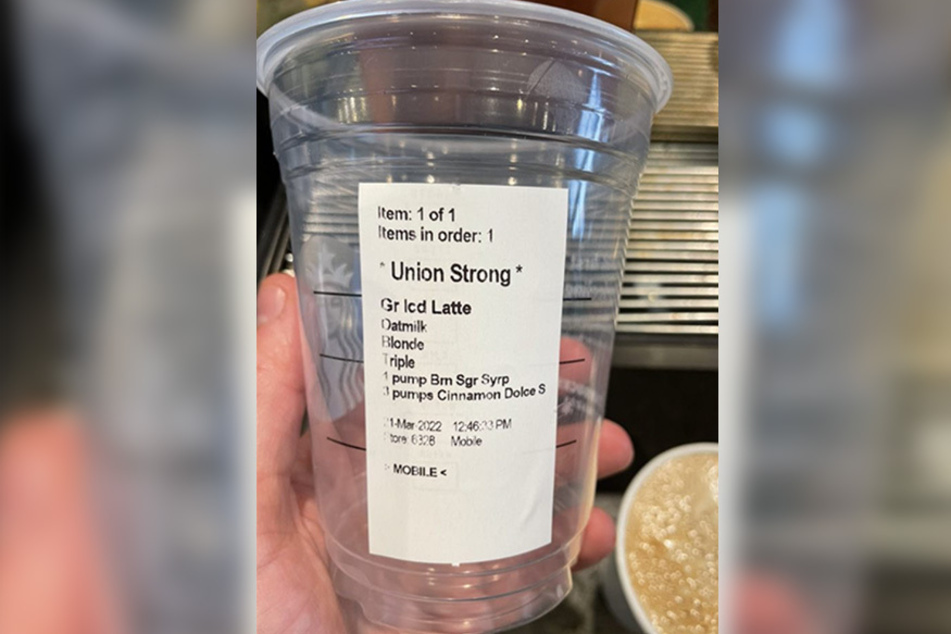 Item: 1 of 1
Items in order: 1
* Union Strong *
Gr Icd Latte
Oatmilk
Blonde
Triple
1 pump Brn Sgr Syrp
3 pumps Cinnamon Dolce S
1-Mar-2022 12:46:33 PM
Store: 6328 Mobile
> MOBILE <